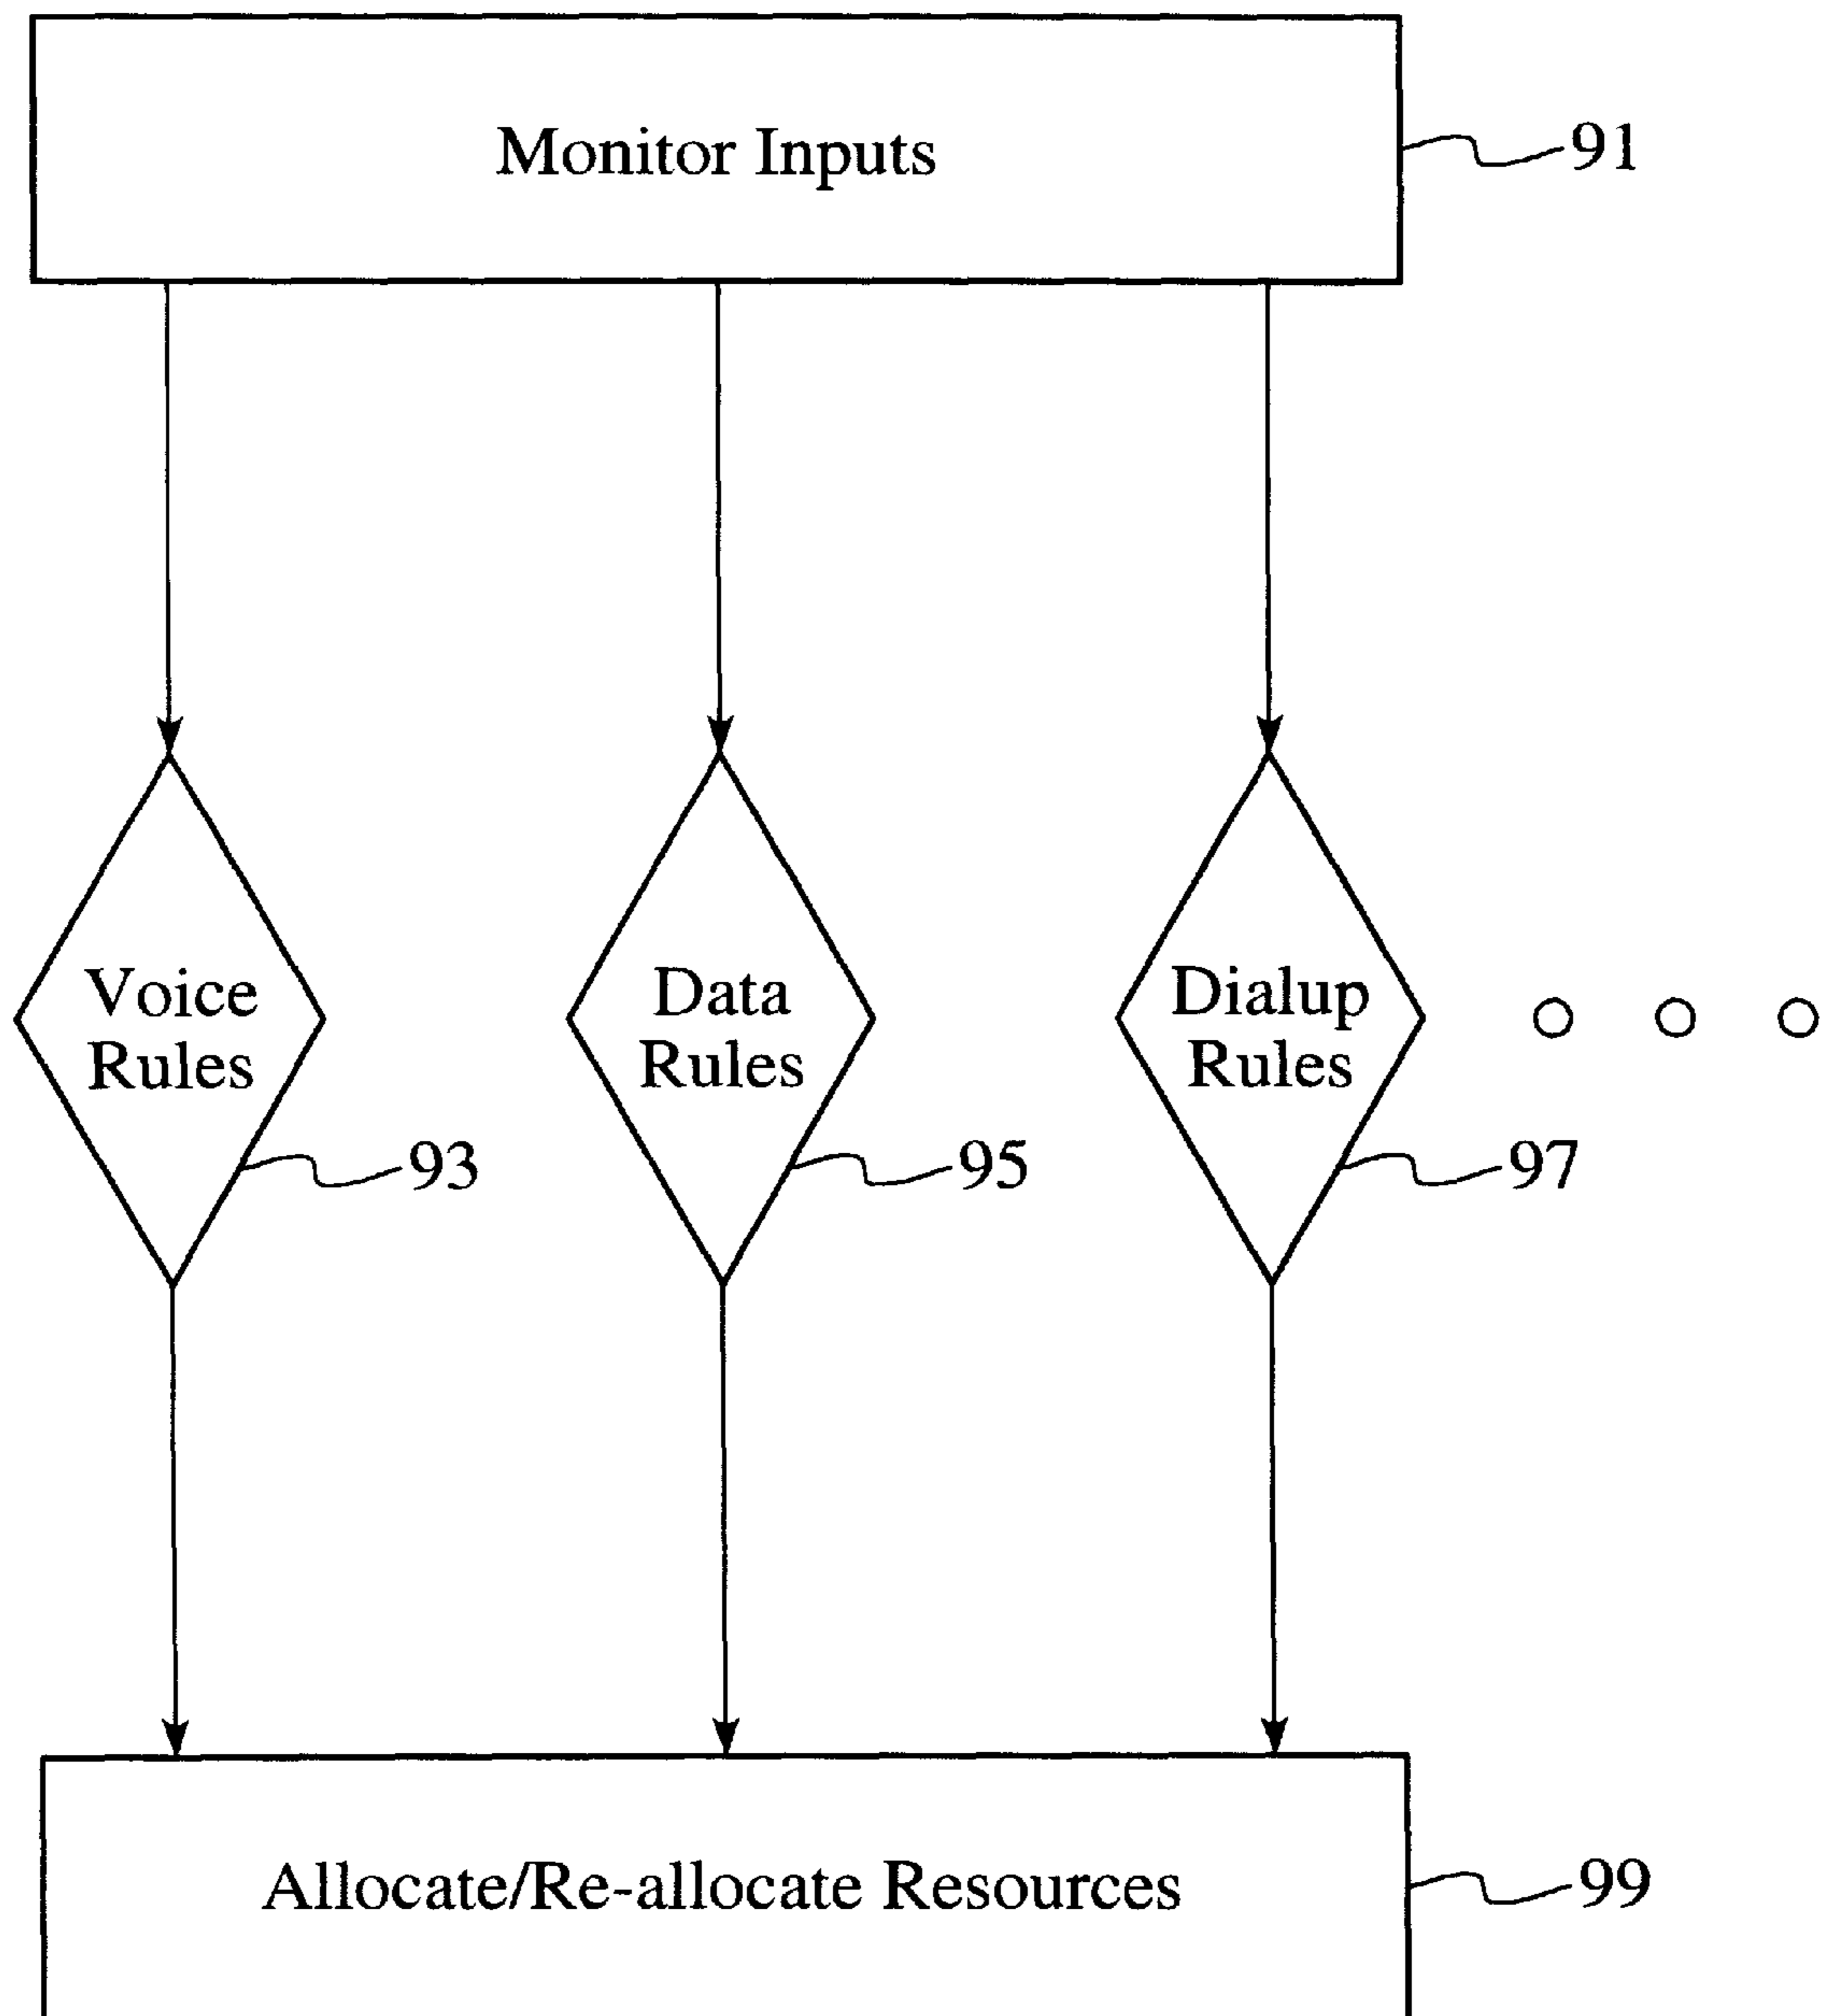 Monitor Inputs
91
Voice
Rules
Data
Rules
Dialup
Rules
93
95
97
Allocate/Re-allocate Resources
99